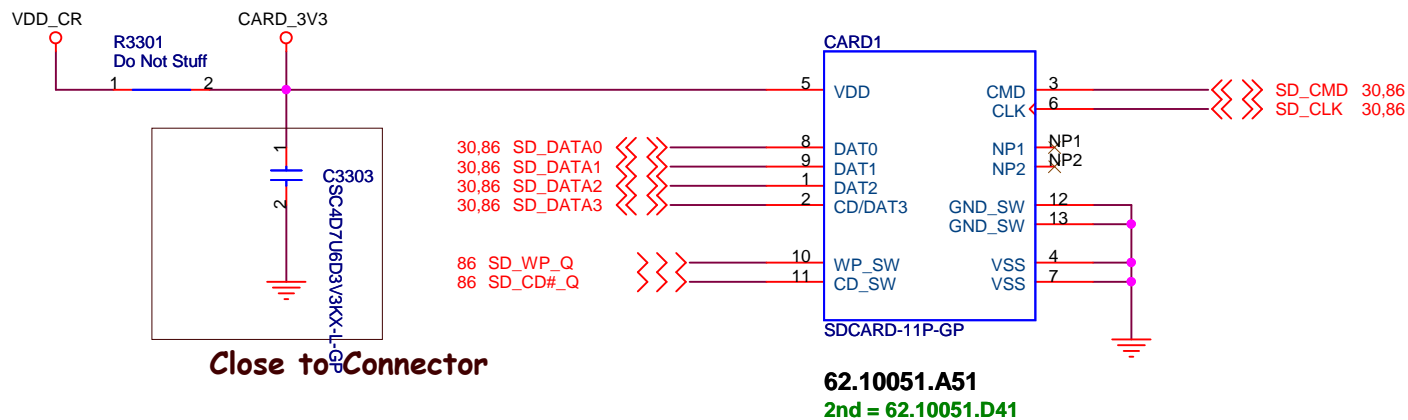 VDD_CR
CARD_3V3
R3301
Do Not Stuff
1
2
1
2
C3303
SC4D7U6D3V3KX-L-GP
Close to Connector
CARD1
5
VDD
30,86 SD_DATA0
8
DAT0
30,86 SD_DATA1
9
DAT1
30,86 SD_DATA2
1
DAT2
30,86 SD_DATA3
2
CD/DAT3
86 SD_WP_Q
10
WP_SW
86 SD_CD#_Q
11
CD_SW
CMD
3
SD_CMD 30,86
CLK
6
SD_CLK 30,86
NP1
NP1
NP2
NP2
GND_SW
12
GND_SW
13
VSS
4
VSS
7
SDCARD-11P-GP
62.10051.A51
2nd = 62.10051.D41